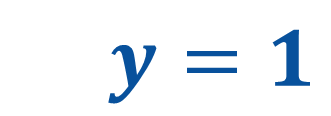 y = 1